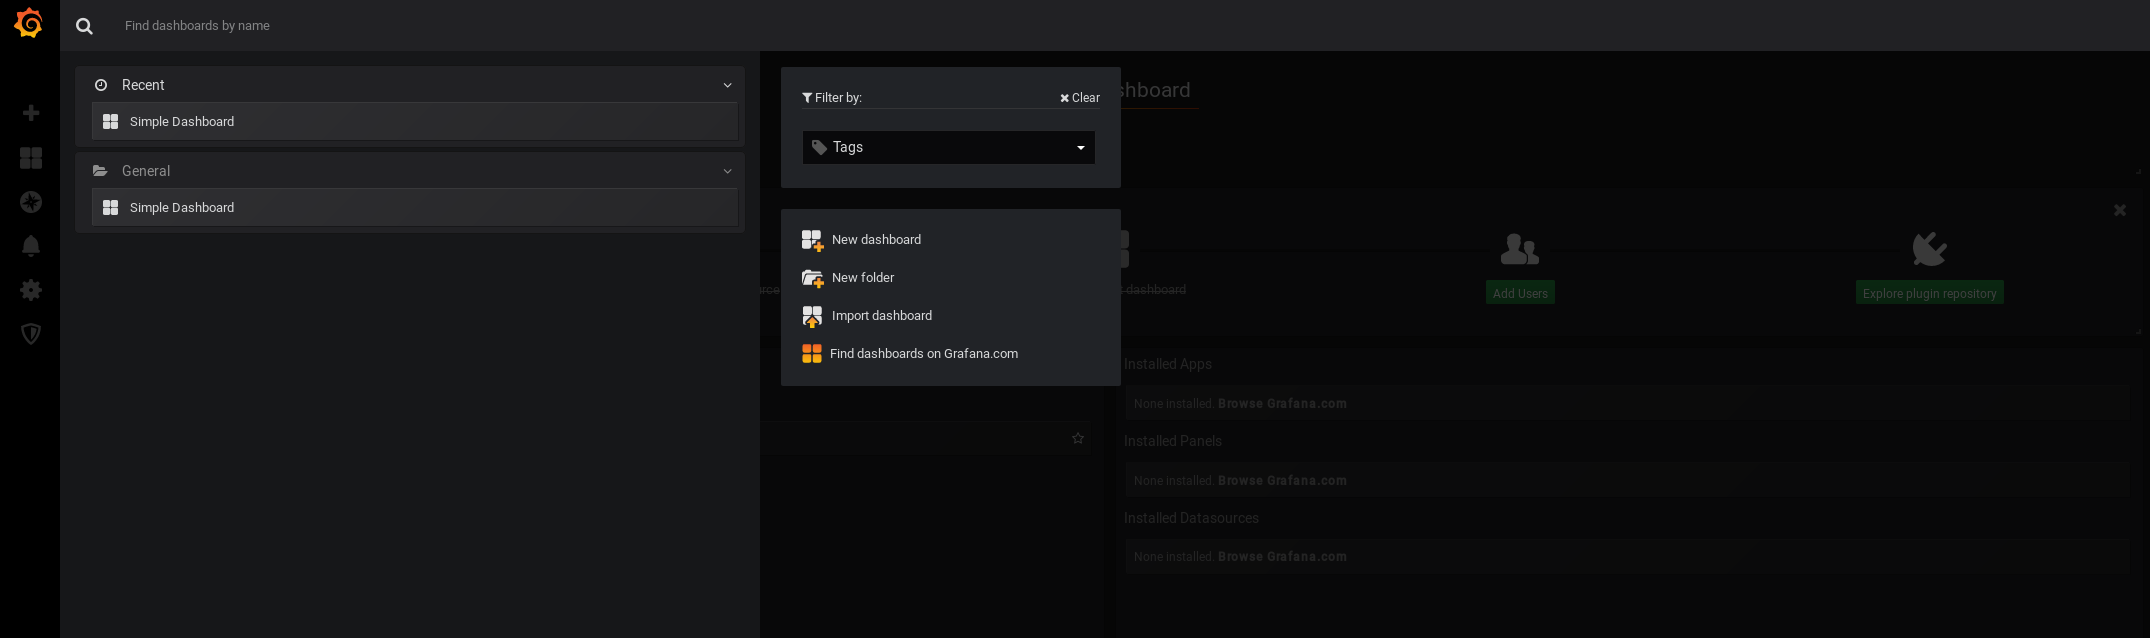 Find dashboards by name
Recent
Simple Dashboard
General
Simple Dashboard
Filter by:
Clear
Tags
New dashboard
New folder
Import dashboard
Find dashboards on Grafana.com
shboard
urce
t dashboard
Add Users
Explore plugin repository
Installed Apps
None installed. Browse Grafana.com
Installed Panels
None installed. Browse Grafana.com
Installed Datasources
None installed. Browse Grafana.com